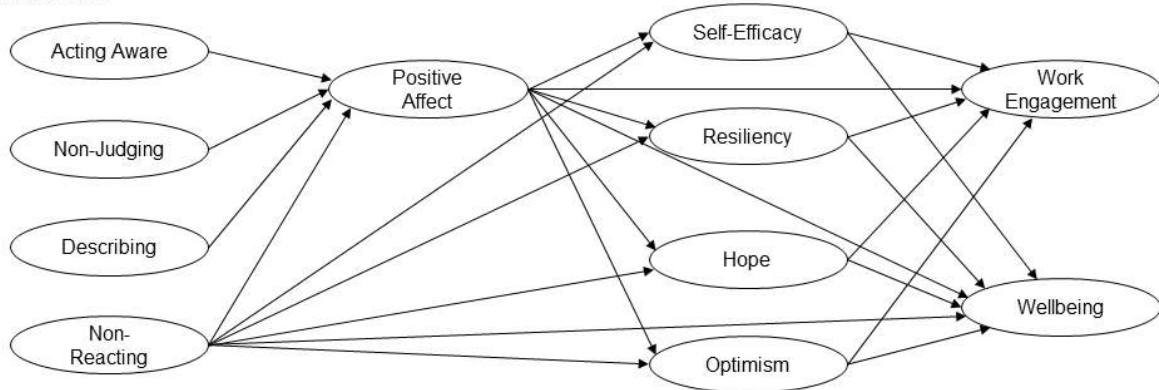 Acting Aware
Non-Judging
Describing
Non-
Reacting
Positive
Affect
Self-Efficacy
Resiliency
Hope
Optimism
Work
Engagement
Wellbeing